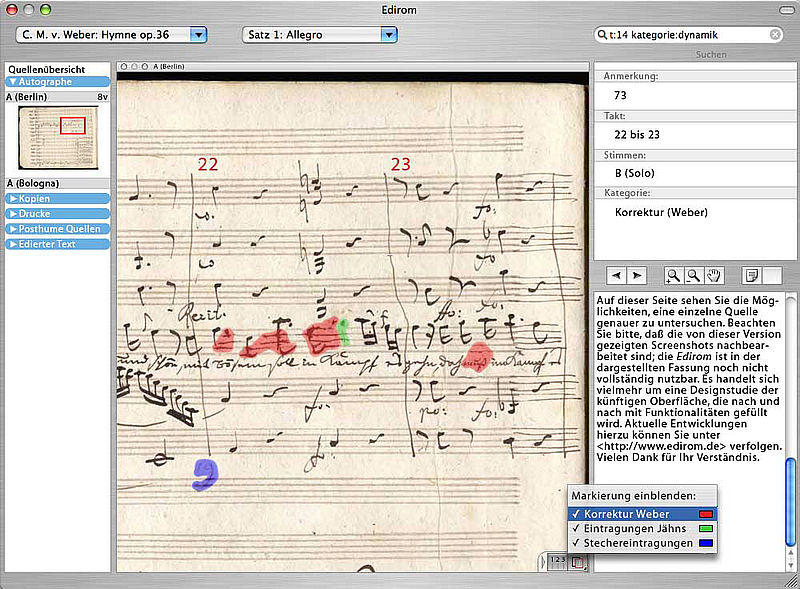 Edirom
C. M. v. Weber: Hymne op.36
Satz 1: Allegro
t:14 kategorie:dynamik
Suchen
Quellenübersicht
Autographe
A (Berlin) 8v
A (Bologna)
Kopien
Drucke
Posthume Quellen
Edierter Text
A (Berlin)
22 23
Recit:
Anmerkung:
73
Takt:
22 bis 23
Stimmen:
B (Solo)
Kategorie:
Korrektur (Weber)
Auf dieser Seite sehen Sie die Mög-
lichkeiten, eine einzelne Quelle
genauer zu untersuchen. Beachten
Sie bitte, daß die von dieser Version
gezeigten Screenshots nachbear-
beitet sind; die Edirom ist in der
dargestellten Fassung noch nicht
vollständig nutzbar. Es handelt sich
vielmehr um eine Designstudie der
künftigen Oberfläche, die nach und
nach mit Funktionalitäten gefüllt
wird. Aktuelle Entwicklungen
hierzu können Sie unter
<http://www.edirom.de> verfolgen.
Vielen Dank für Ihr Verständnis.
Markierung einblenden:
✓ Korrektur Weber
✓ Eintragungen Jähns
✓ Stechereintragungen
1 2 3